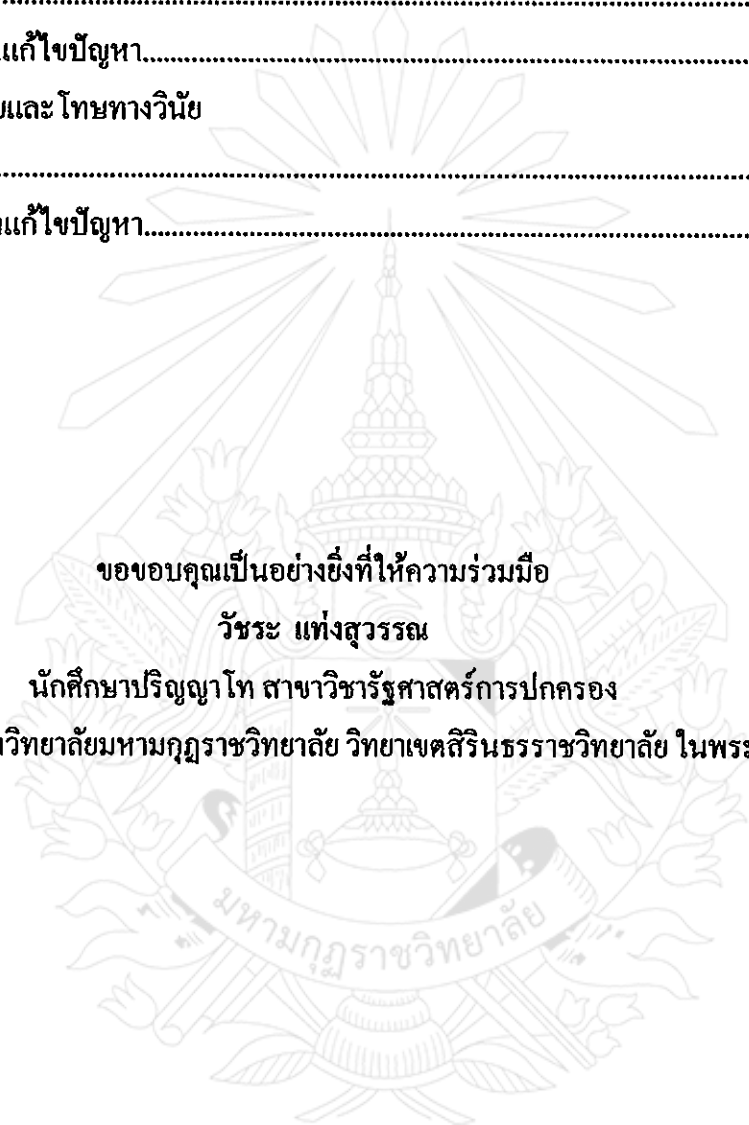 แก้ไขปัญหา
และโทษทางวินัย
แก้ไขปัญหา
ขอขอบคุณเป็นอย่างยิ่งที่ให้ความร่วมมือ
วัชระ แท่งสุวรรณ
นักศึกษาปริญญาโท สาขาวิชารัฐศาสตร์การปกครอง
วิทยาลัยมหามกุฏราชวิทยาลัย วิทยาเขตสิรินธรราชวิทยาลัย ในพระ
มหามกุฏราชวิทยาลัย